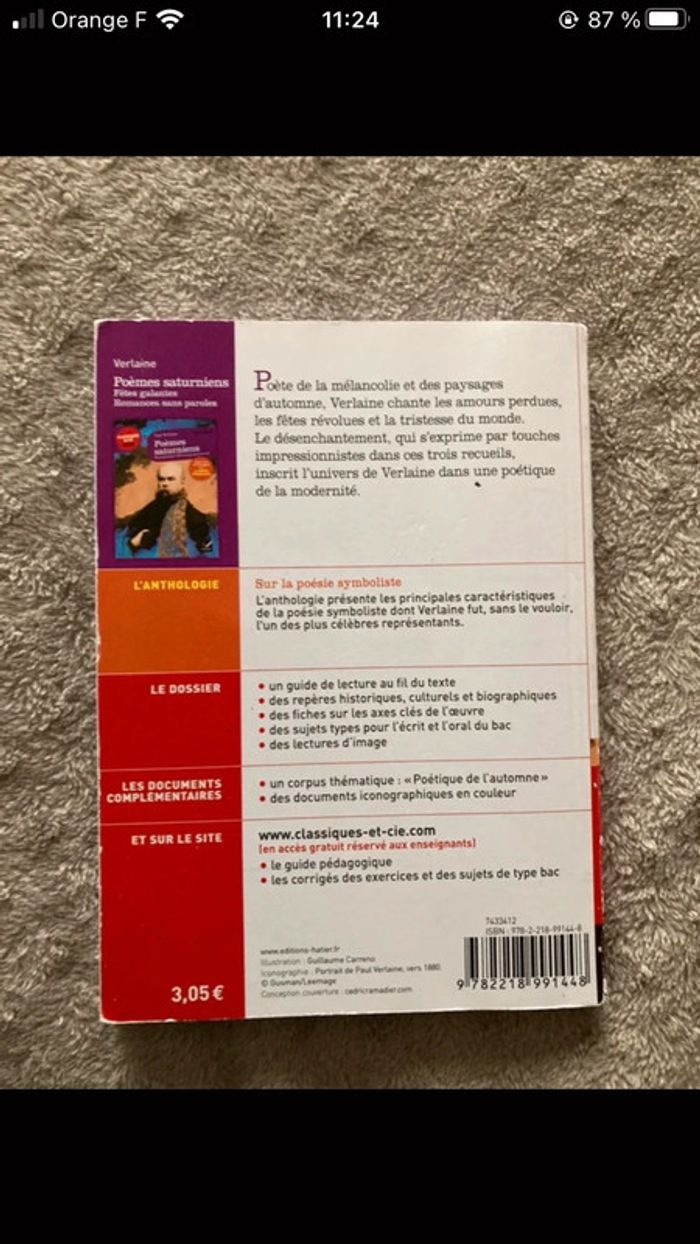 Orange F
11:24
87 %
Verlaine
Poèmes saturniens
Fêtes galantes
Romances sans paroles
Poèmes
saturniens
Poète de la mélancolie et des paysages
d'automne, Verlaine chante les amours perdues,
les fêtes révolues et la tristesse du monde.
Le désenchantement, qui s'exprime par touches
impressionnistes dans ces trois recueils,
inscrit l'univers de Verlaine dans une poétique
de la modernité.
L'ANTHOLOGIE
Sur la poésie symboliste
L'anthologie présente les principales caractéristiques
de la poésie symboliste dont Verlaine fut, sans le vouloir,
l'un des plus célèbres représentants.
LE DOSSIER
• un guide de lecture au fil du texte
• des repères historiques, culturels et biographiques
• des fiches sur les axes clés de l'œuvre
• des sujets types pour l'écrit et l'oral du bac
• des lectures d'image
LES DOCUMENTS
COMPLÉMENTAIRES
• un corpus thématique : «Poétique de l'automne»
• des documents iconographiques en couleur
ET SUR LE SITE
www.classiques-et-cie.com
(en accès gratuit réservé aux enseignants)
• le guide pédagogique
• les corrigés des exercices et des sujets de type bac
3,05 €
www.editions-hatier.fr
Illustration : Guillaume Carreno
Iconographie : Portrait de Paul Verlaine, vers 1880.
© Gusman/Leemage
Conception couverture : cedricramadier.com
7433412
ISBN : 978-2-218-99144-8
9 782218 991448